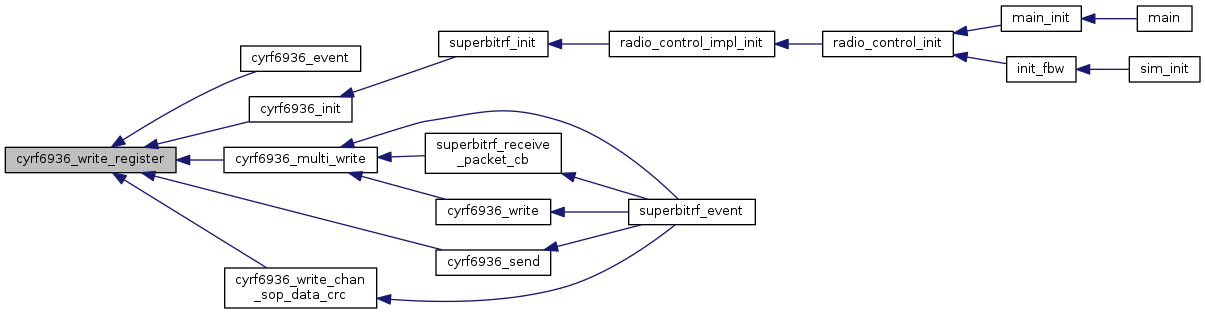 main_init
main
superbitrf_init
radio_control_impl_init
radio_control_init
cyrf6936_event
init_fbw
sim_init
cyrf6936_init
superbitrf_receive
_packet_cb
cyrf6936_write_register
cyrf6936_multi_write
cyrf6936_write
superbitrf_event
cyrf6936_send
cyrf6936_write_chan
_sop_data_crc